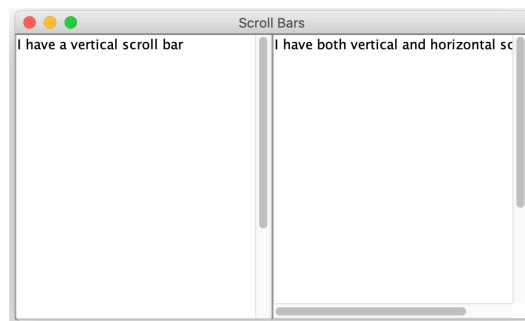 Scroll Bars
I have a vertical scroll bar
I have both vertical and horizontal sc